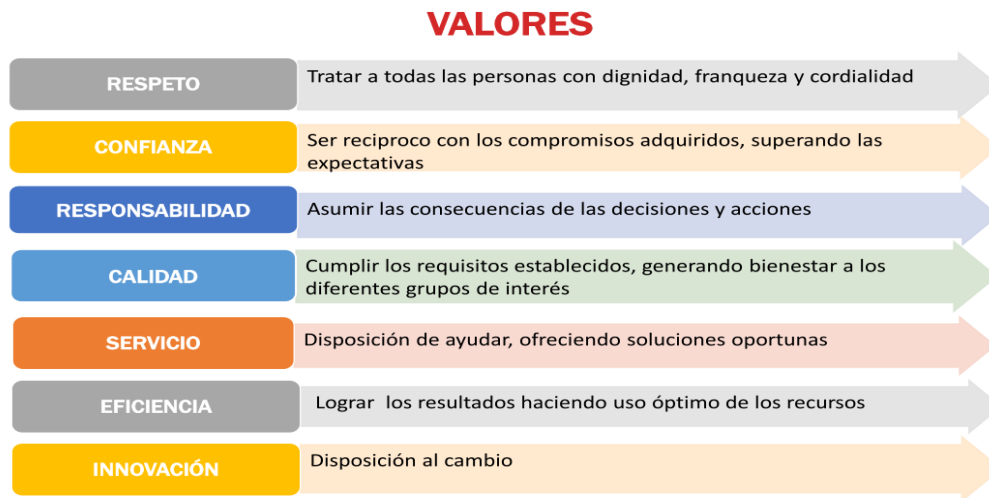 VALORES
RESPETO
Tratar a todas las personas con dignidad, franqueza y cordialidad
CONFIANZA
Ser reciproco con los compromisos adquiridos, superando las
expectativas
RESPONSABILIDAD
Asumir las consecuencias de las decisiones y acciones
CALIDAD
Cumplir los requisitos establecidos, generando bienestar a los
diferentes grupos de interés
SERVICIO
Disposición de ayudar, ofreciendo soluciones oportunas
EFICIENCIA
Lograr los resultados haciendo uso óptimo de los recursos
INNOVACIÓN
Disposición al cambio